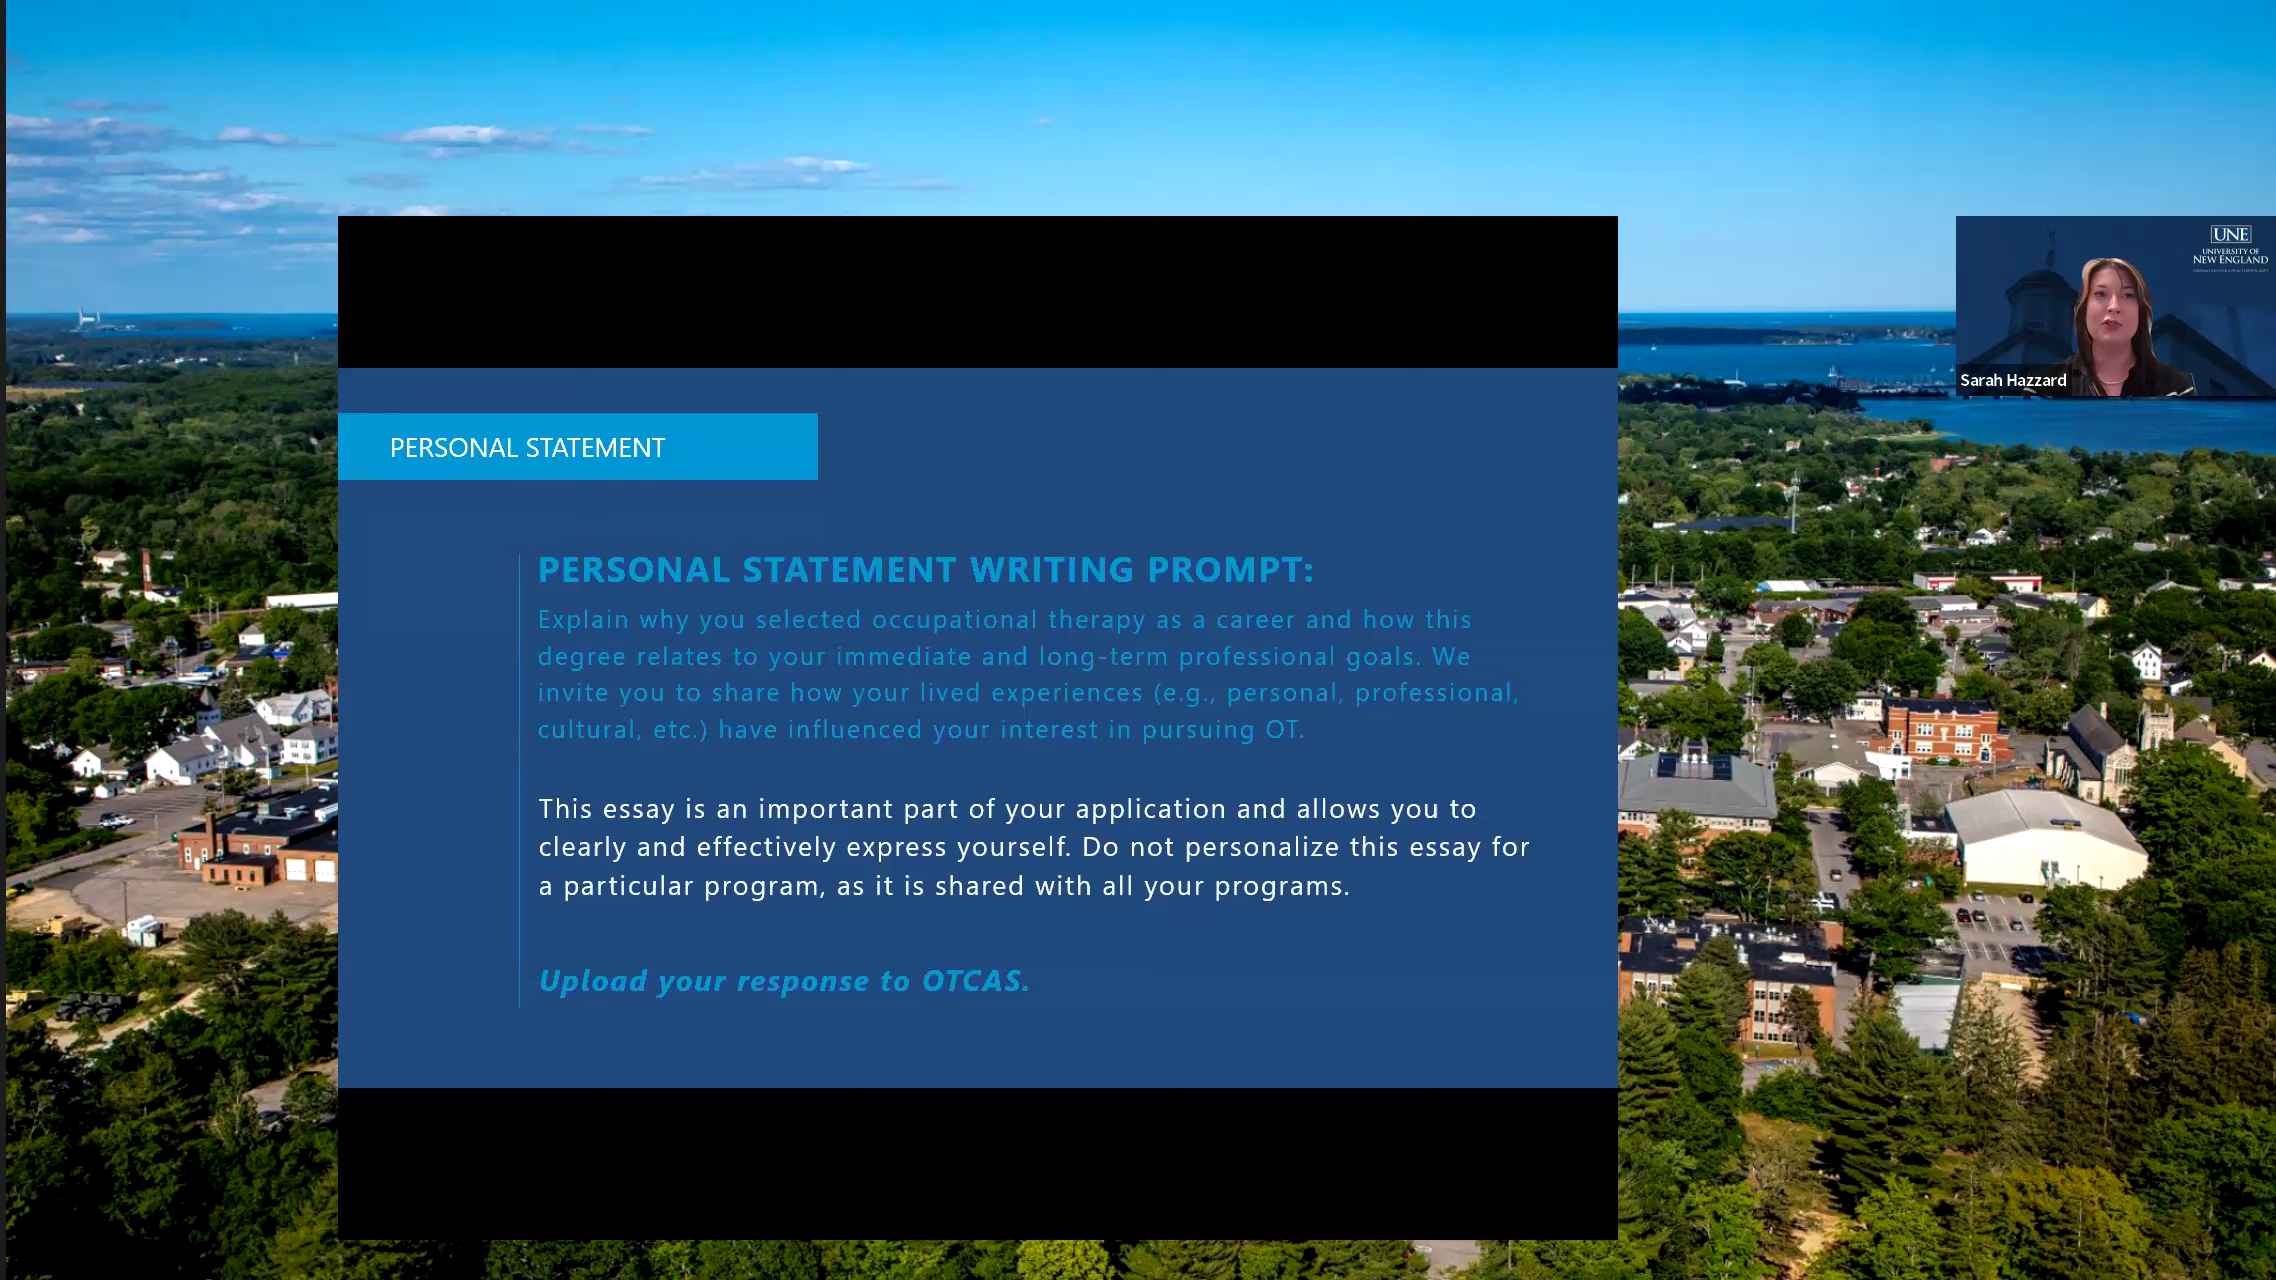 PERSONAL STATEMENT
PERSONAL STATEMENT WRITING PROMPT:
Explain why you selected occupational therapy as a career and how this
degree relates to your immediate and long-term professional goals. We
invite you to share how your lived experiences (e.g., personal, professional,
cultural, etc.) have influenced your interest in pursuing OT.
This essay is an important part of your application and allows you to
clearly and effectively express yourself. Do not personalize this essay for
a particular program, as it is shared with all your programs.
Upload your response to OTCAS.
UNE
UNIVERSITY OF
NEW ENGLAND
Sarah Hazzard